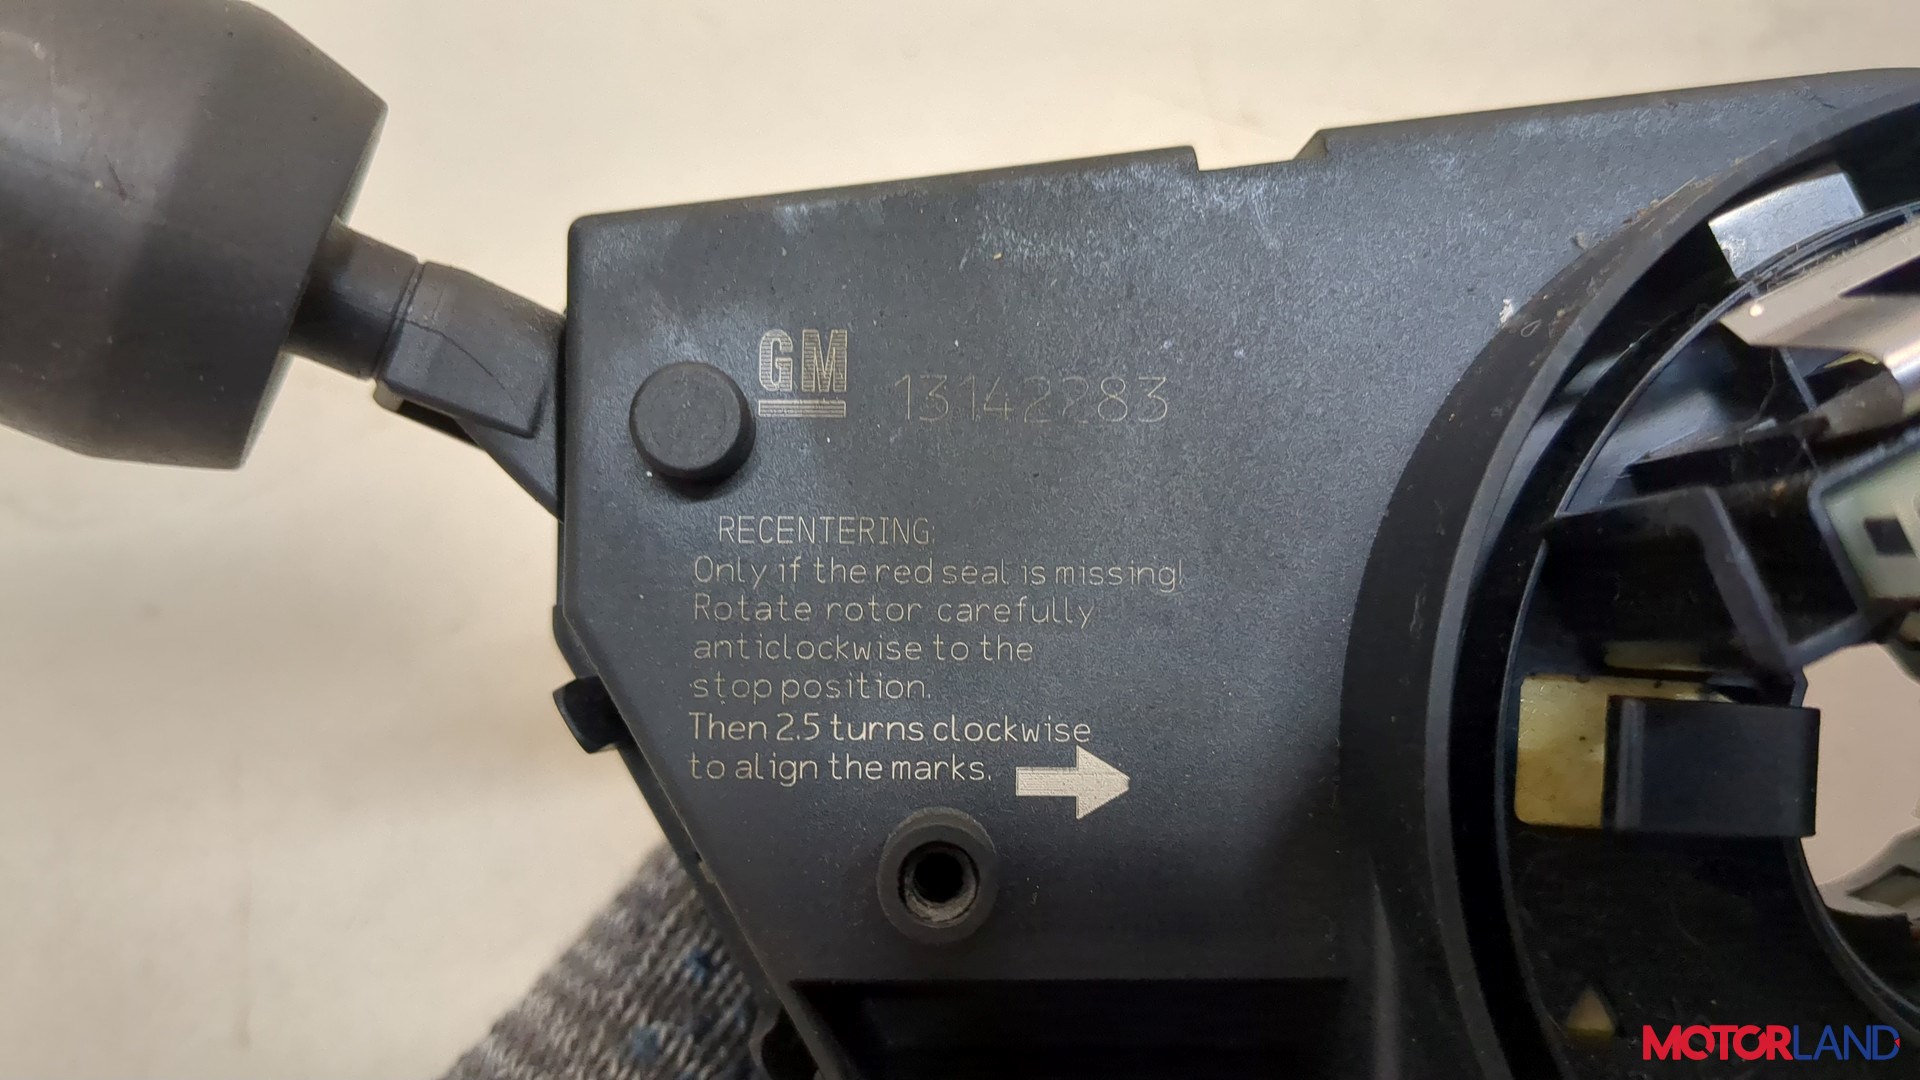 GM 13142283
RECENTERING:
Only if the red seal is missing!
Rotate rotor carefully
anticlockwise to the
stop position.
Then 2.5 turns clockwise
to align the marks.
MOTORLAND